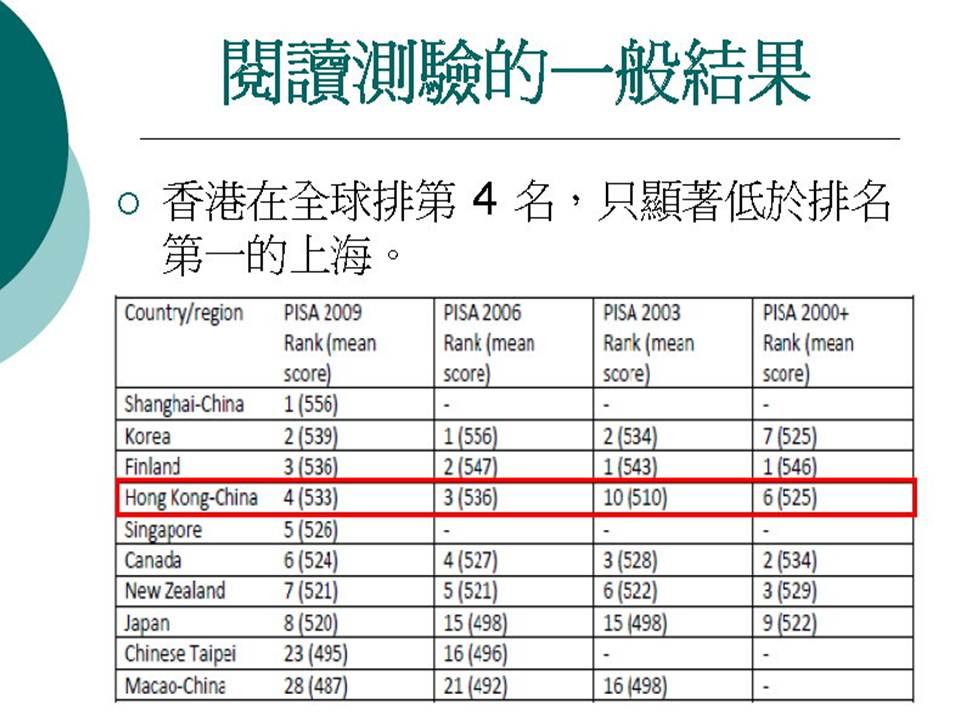 閱讀測驗的一般結果
香港在全球排第 4 名，只顯著低於排名
第一的上海。
Country/region PISA 2009 Rank (mean score) PISA 2006 Rank (mean score) PISA 2003 Rank (mean score) PISA 2000+ Rank (mean score)
Shanghai-China 1 (556) - - -
Korea 2 (539) 1 (556) 2 (534) 7 (525)
Finland 3 (536) 2 (547) 1 (543) 1 (546)
Hong Kong-China 4 (533) 3 (536) 10 (510) 6 (525)
Singapore 5 (526) - - -
Canada 6 (524) 4 (527) 3 (528) 2 (534)
New Zealand 7 (521) 5 (521) 6 (522) 3 (529)
Japan 8 (520) 15 (498) 15 (498) 9 (522)
Chinese Taipei 23 (495) 16 (496) - -
Macao-China 28 (487) 21 (492) 16 (498) -